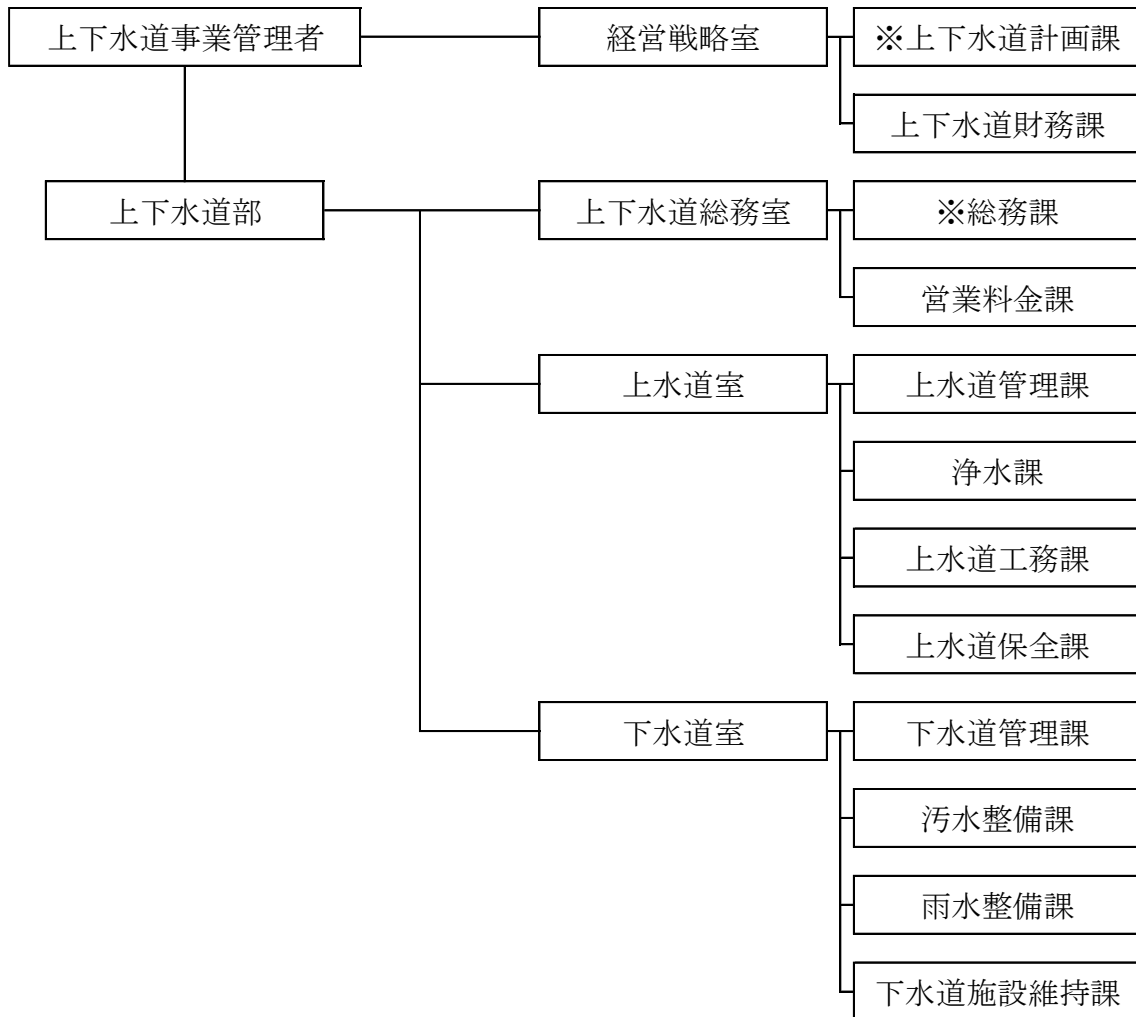 上下水道事業管理者
経営戦略室
※上下水道計画課
上下水道財務課
上下水道部
上下水道総務室
※総務課
営業料金課
上水道室
上水道管理課
浄水課
上水道工務課
上水道保全課
下水道室
下水道管理課
汚水整備課
雨水整備課
下水道施設維持課